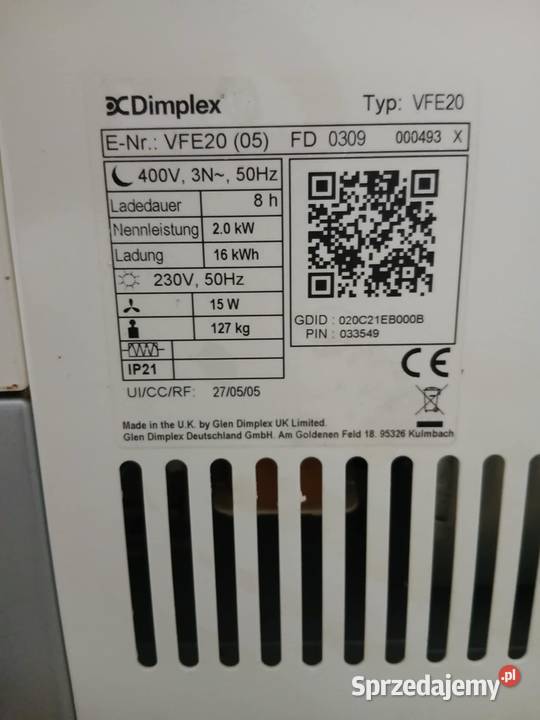 Dimplex Typ: VFE20
E-Nr.: VFE20 (05) FD 0309 000493 X
400V, 3N~, 50Hz
Ladedauer 8 h
Nennleistung 2.0 kW
Ladung 16 kWh
230V, 50Hz
15 W
127 kg
IP21
GDID : 020C21EB000B
PIN : 033549
CE
UI/CC/RF: 27/05/05
Made in the U.K. by Glen Dimplex UK Limited.
Glen Dimplex Deutschland GmbH. Am Goldenen Feld 18. 95326 Kulmbach
Sprzedajemy.pl